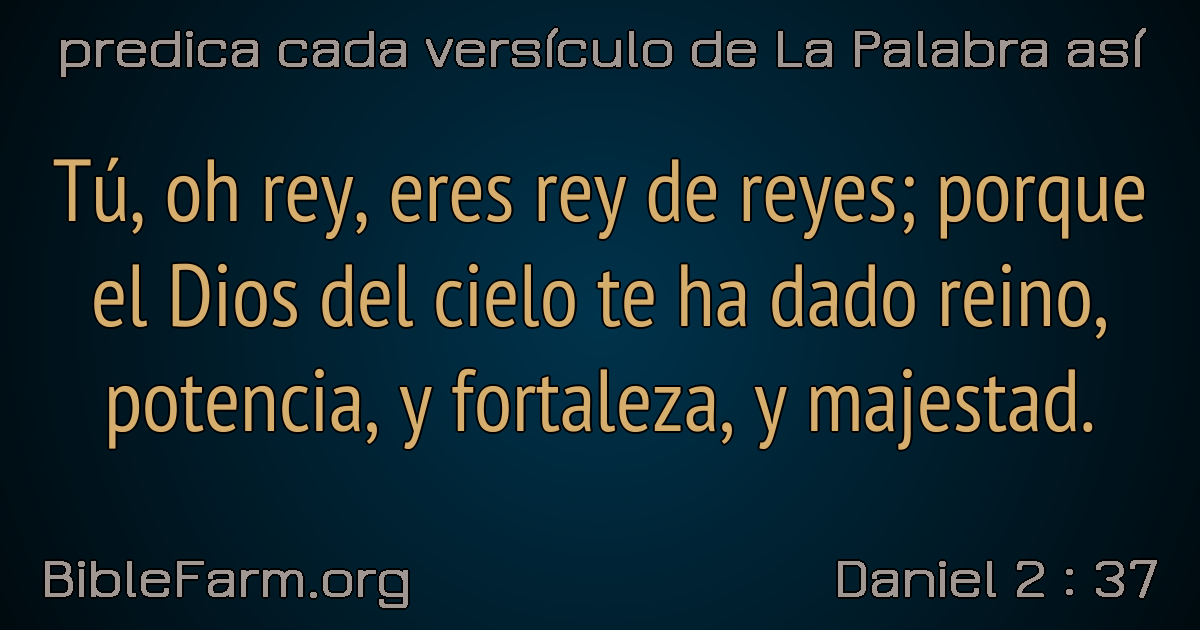 predica cada versículo de La Palabra así
Tú, oh rey, eres rey de reyes; porque
el Dios del cielo te ha dado reino,
potencia, y fortaleza, y majestad.
BibleFarm.org
Daniel 2 : 37